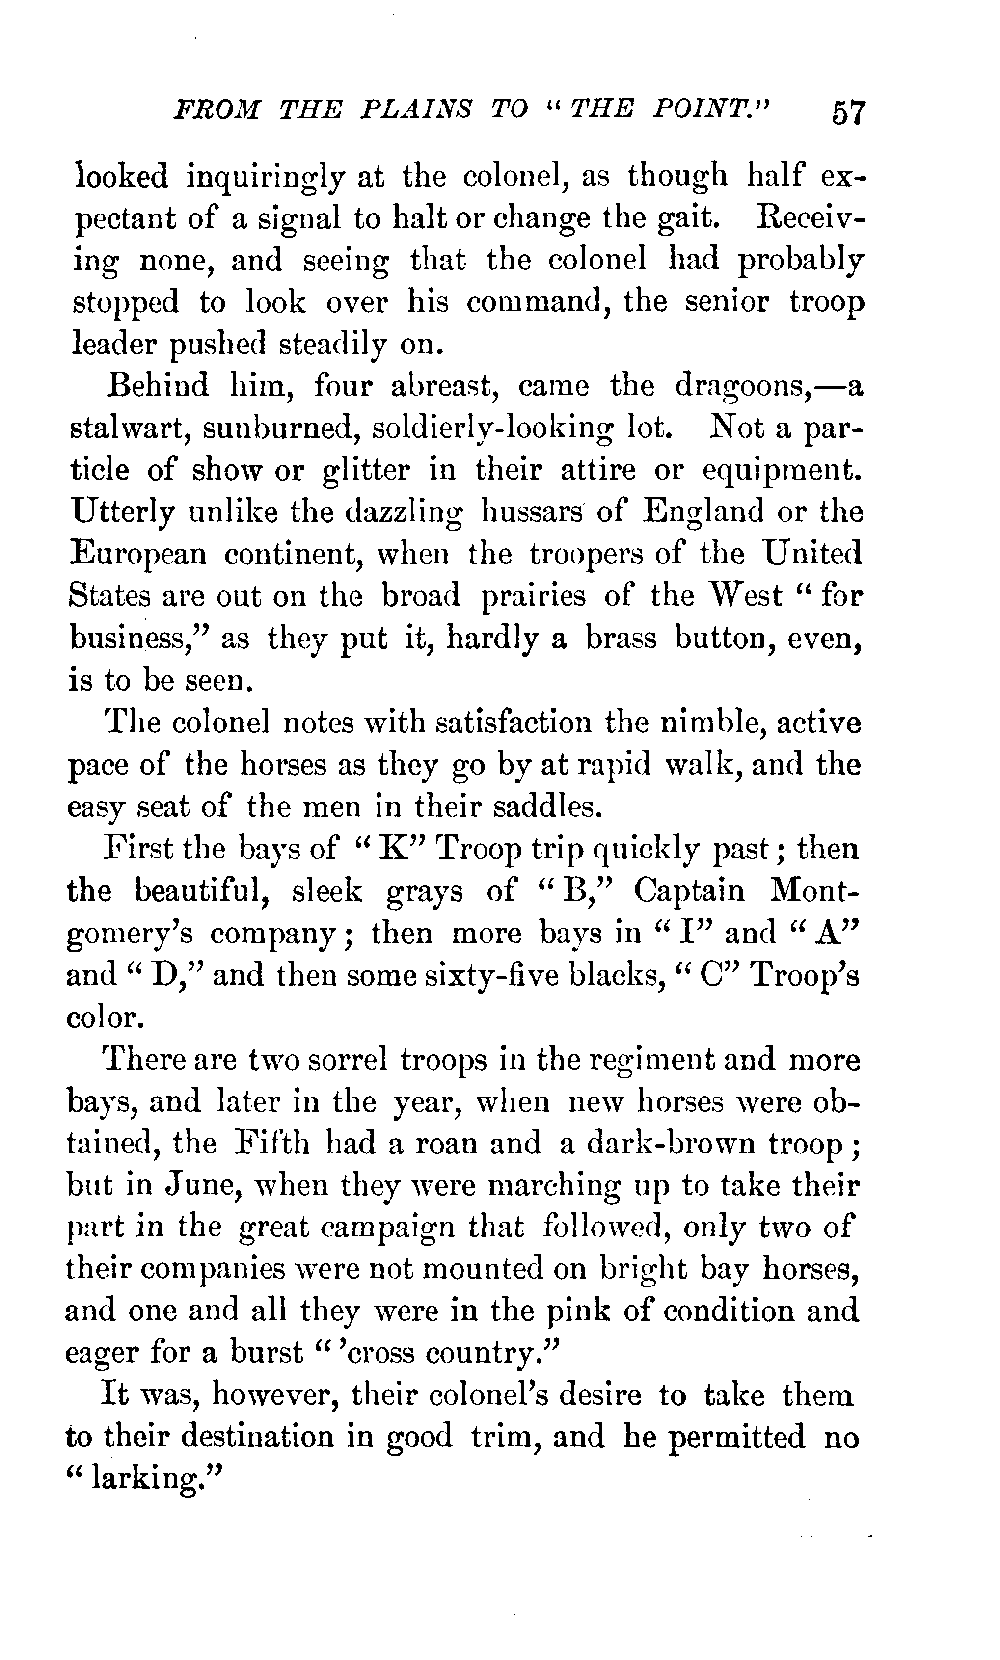 FROM THE PLAINS TO " THE POINT." 57
looked inquiringly at the colonel, as though half ex-
pectant of a signal to halt or change the gait. Receiv-
ing none, and seeing that the colonel had probably
stopped to look over his command, the senior troop
leader pushed steadily on.
Behind him, four abreast, came the dragoons,—a
stalwart, sunburned, soldierly-looking lot. Not a par-
ticle of show or glitter in their attire or equipment.
Utterly unlike the dazzling hussars of England or the
European continent, when the troopers of the United
States are out on the broad prairies of the West " for
business," as they put it, hardly a brass button, even,
is to be seen.
The colonel notes with satisfaction the nimble, active
pace of the horses as they go by at rapid walk, and the
easy seat of the men in their saddles.
First the bays of " K" Troop trip quickly past ; then
the beautiful, sleek grays of " B," Captain Mont-
gomery's company ; then more bays in " I" and " A"
and " D," and then some sixty-five blacks, " C" Troop's
color.
There are two sorrel troops in the regiment and more
bays, and later in the year, when new horses were ob-
tained, the Fifth had a roan and a dark-brown troop ;
but in June, when they were marching up to take their
part in the great campaign that followed, only two of
their companies were not mounted on bright bay horses,
and one and all they were in the pink of condition and
eager for a burst " 'cross country."
It was, however, their colonel's desire to take them
to their destination in good trim, and he permitted no
" larking."